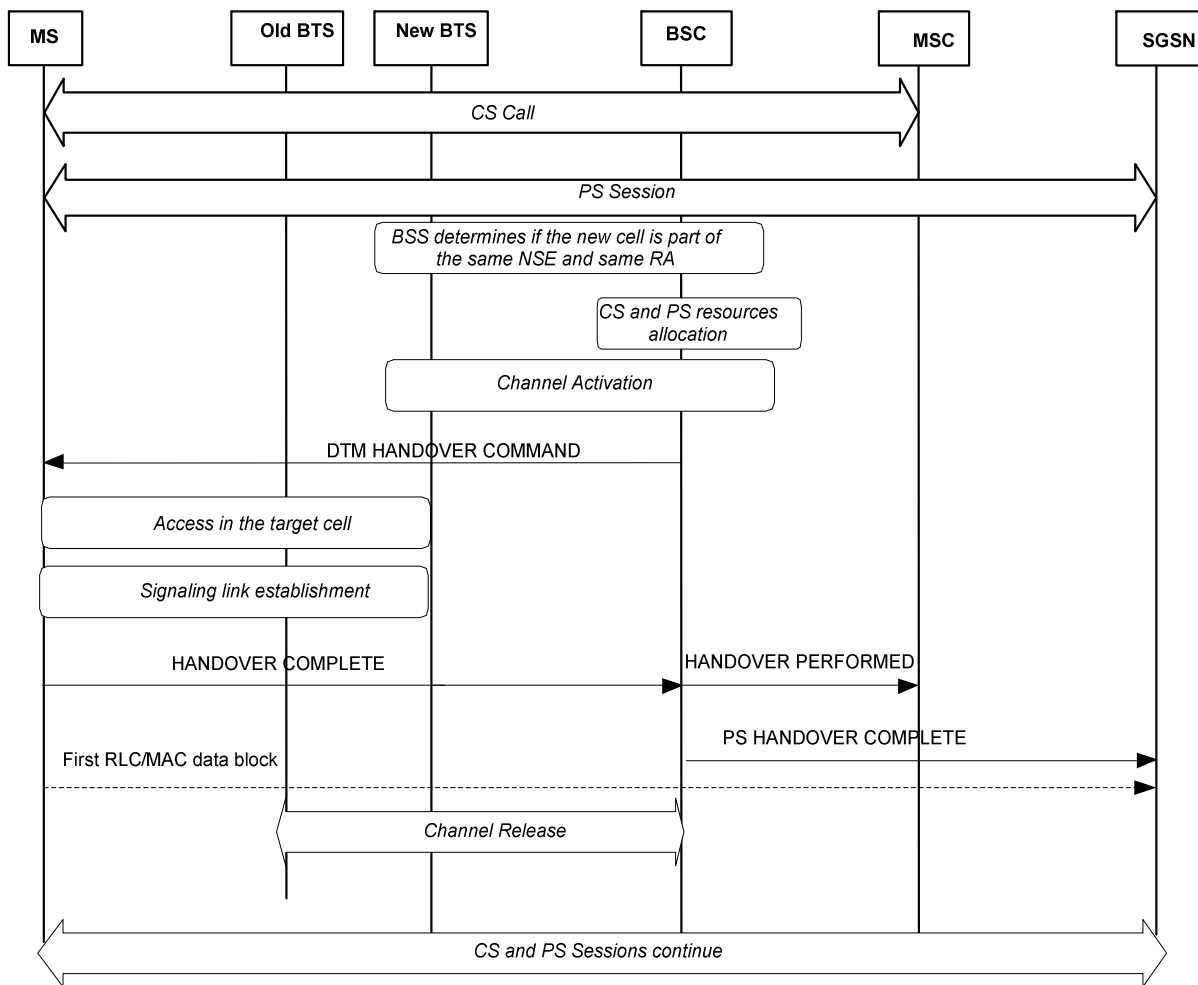 MS
Old BTS
New BTS
BSC
MSC
SGSN
CS Call
PS Session
BSS determines if the new cell is part of
the same NSE and same RA
CS and PS resources
allocation
Channel Activation
DTM HANDOVER COMMAND
Access in the target cell
Signaling link establishment
HANDOVER COMPLETE
HANDOVER PERFORMED
PS HANDOVER COMPLETE
First RLC/MAC data block
Channel Release
CS and PS Sessions continue